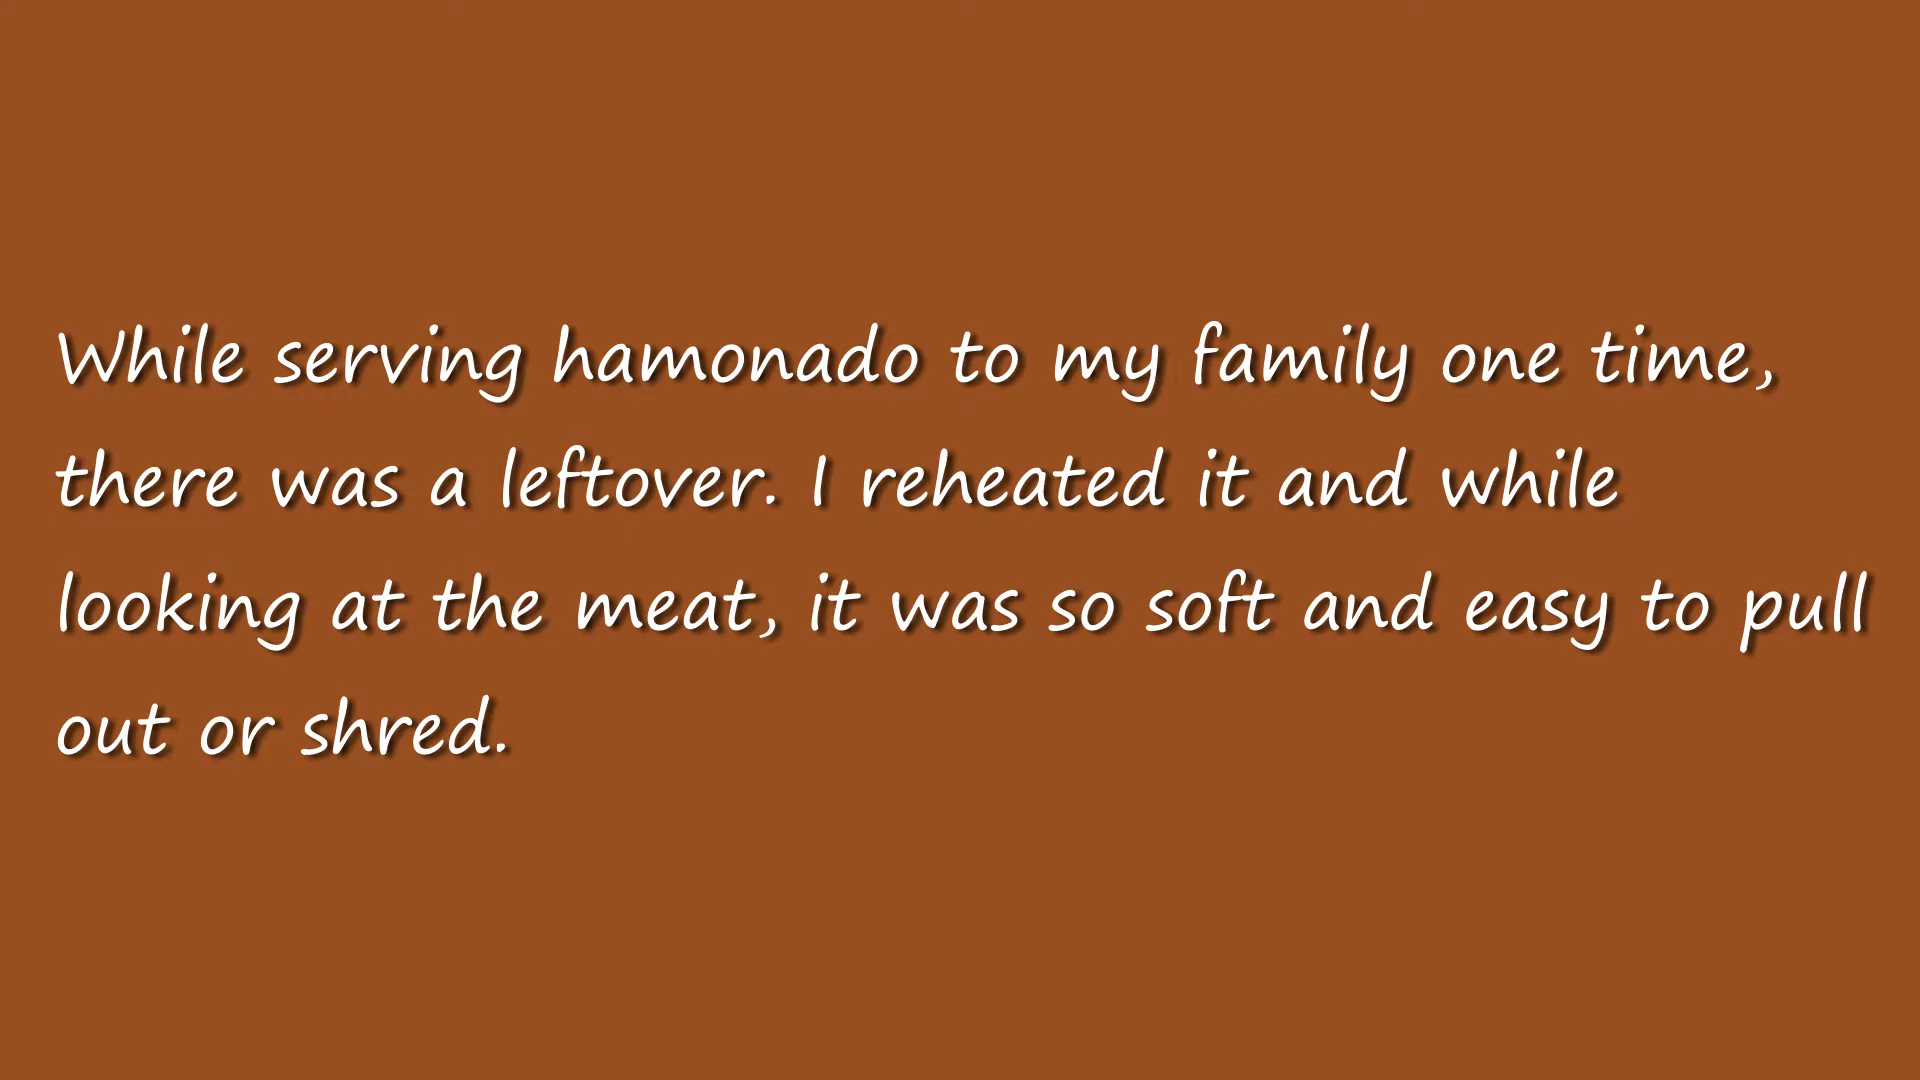 While serving hamonado to my family one time,
there was a leftover. I reheated it and while
looking at the meat, it was so soft and easy to pull
out or shred.